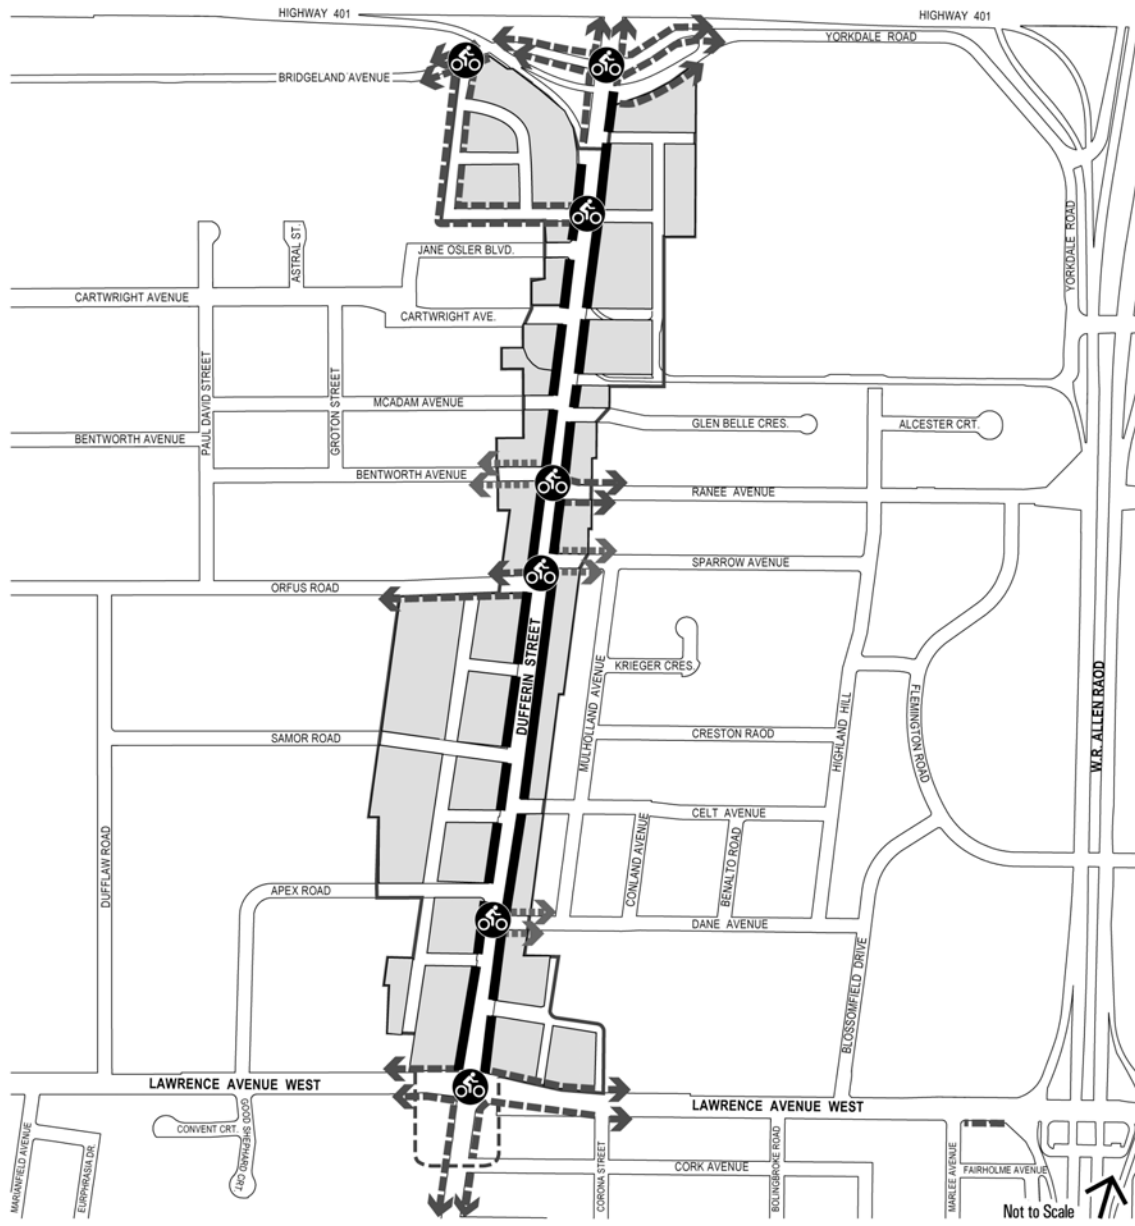 HIGHWAY 401
HIGHWAY 401
YORKDALE ROAD
BRIDGELAND AVENUE
YORKDALE ROAD
ASTRAL ST.
JANE OSLER BLVD.
CARTWRIGHT AVENUE
CARTWRIGHT AVE.
PAUL DAVID STREET
GROTON STREET
MCADAM AVENUE
GLEN BELLE CRES.
ALCESTER CRT.
BENTWORTH AVENUE
BENTWORTH AVENUE
RANEE AVENUE
SPARROW AVENUE
ORFUS ROAD
DUFFERIN STREET
KRIEGER CRES.
MULHOLLAND AVENUE
HIGHLAND HILL
FLEMINGTON ROAD
W.R. ALLEN RAOD
SAMOR ROAD
CRESTON RAOD
CELT AVENUE
DUFFLAW ROAD
CONLAND AVENUE
BENALTO ROAD
APEX ROAD
DANE AVENUE
BLOSSOMFIELD DRIVE
LAWRENCE AVENUE WEST
LAWRENCE AVENUE WEST
MARIANFIELD AVENUE
EURPHRASIA DR.
CONVENT CRT.
GOOD SHEPHARD CRT
CORONA STREET
CORK AVENUE
BOLINGBROKE ROAD
MARLEE AVENUE
FAIRHOLME AVENUE
Not to Scale